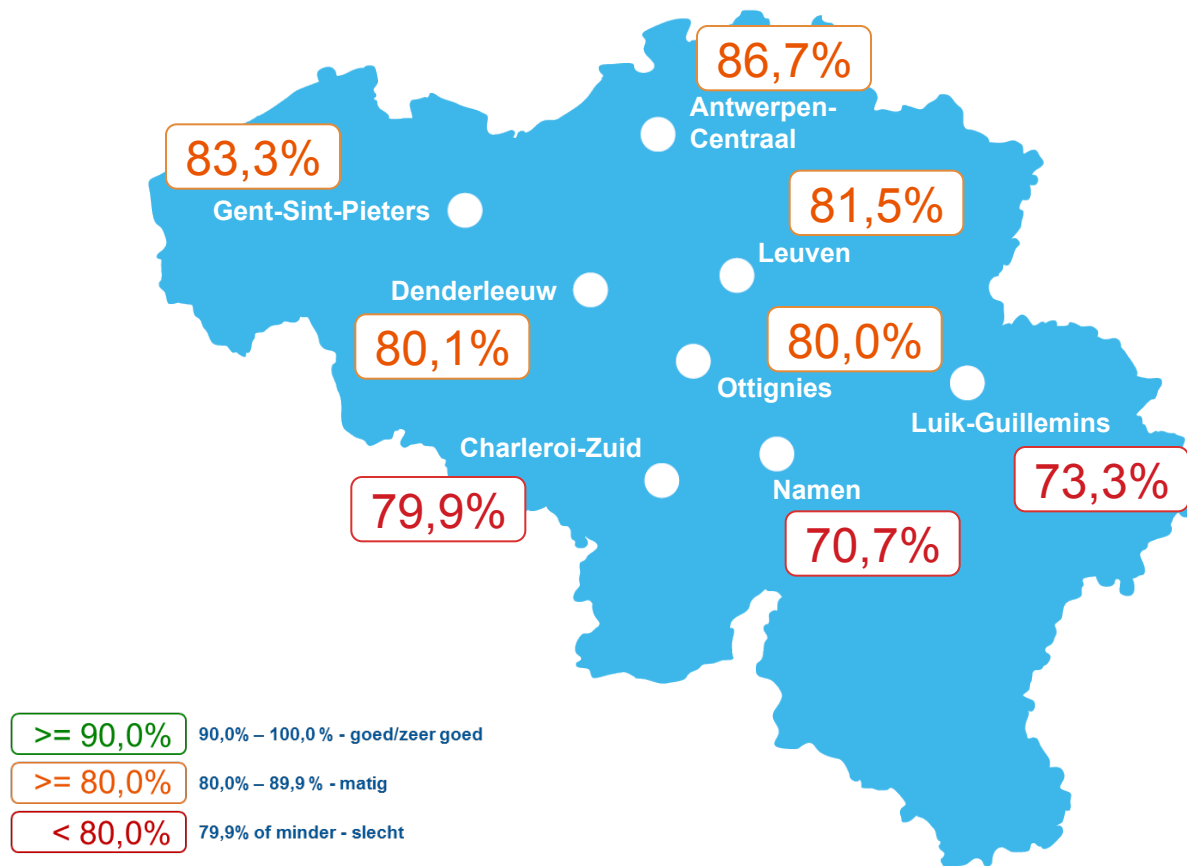 86,7%
Antwerpen-
Centraal
83,3%
Gent-Sint-Pieters
81,5%
Leuven
Denderleeuw
80,1%
80,0%
Ottignies
Luik-Guillemins
73,3%
Charleroi-Zuid
79,9%
Namen
70,7%
>= 90,0% 90,0% – 100,0 % - goed/zeer goed
>= 80,0% 80,0% – 89,9 % - matig
< 80,0% 79,9% of minder - slecht